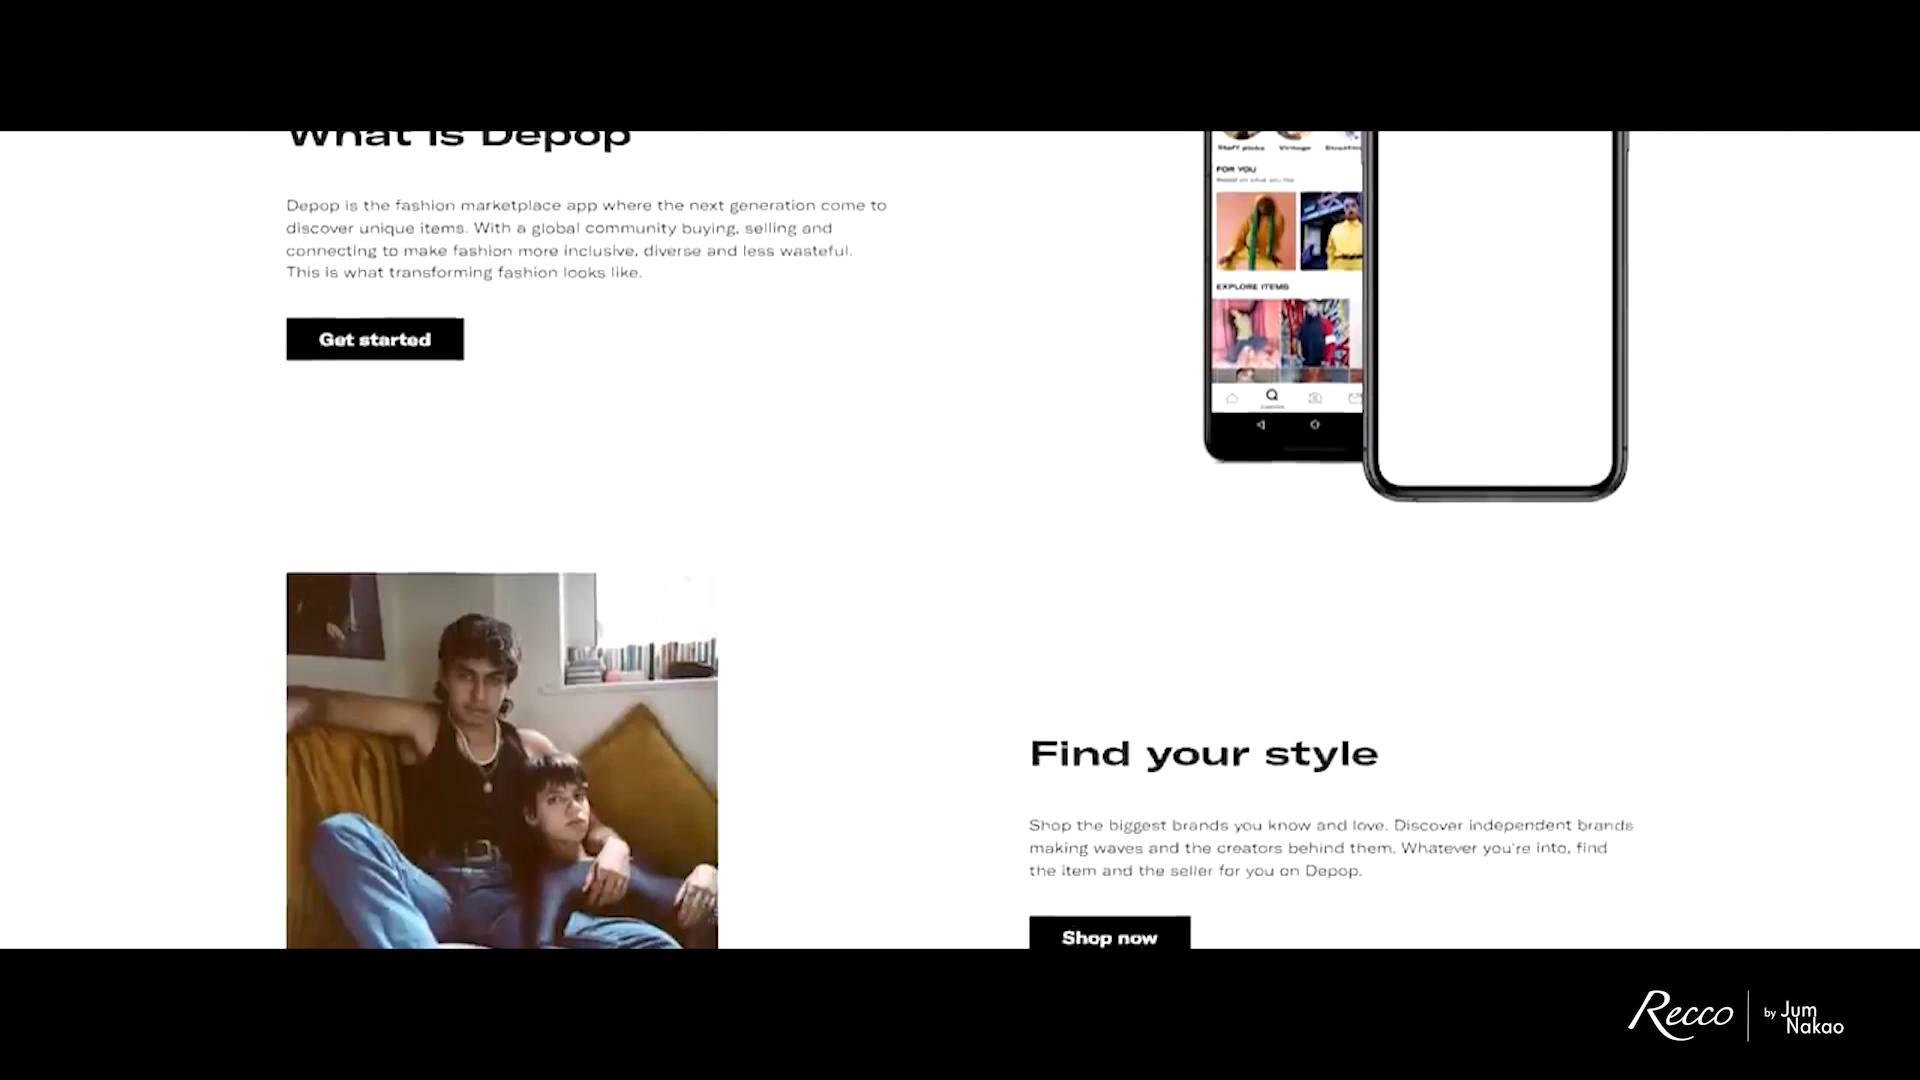 What is Depop
Depop is the fashion marketplace app where the next generation come to
discover unique items. With a global community buying, selling and
connecting to make fashion more inclusive, diverse and less wasteful.
This is what transforming fashion looks like.
Get started
Staff picks Vintage
FOR YOU
EXPLORE ITEMS
Find your style
Shop the biggest brands you know and love. Discover independent brands
making waves and the creators behind them. Whatever you're into, find
the item and the seller for you on Depop.
Shop now
Recco
by Jum
Nakao